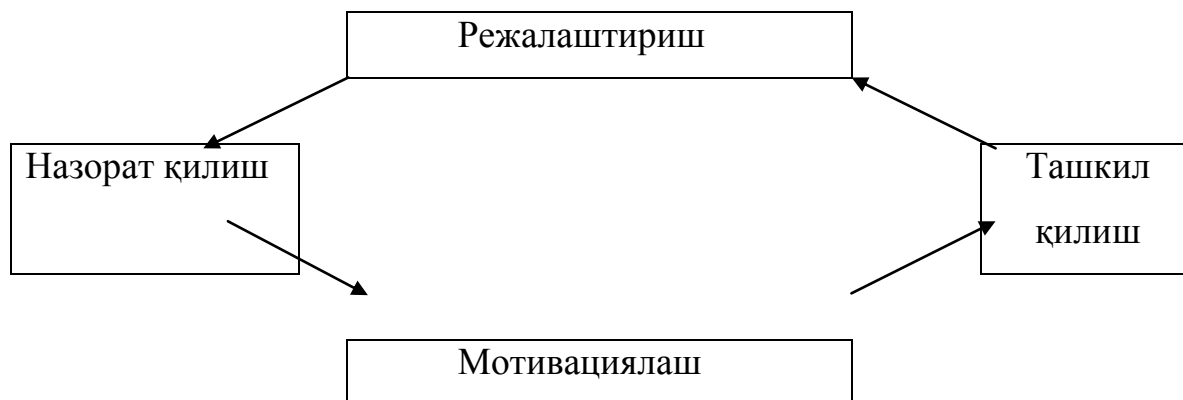 Режалаштириш
Назорат қилиш
Ташкил
қилиш
Мотивациялаш